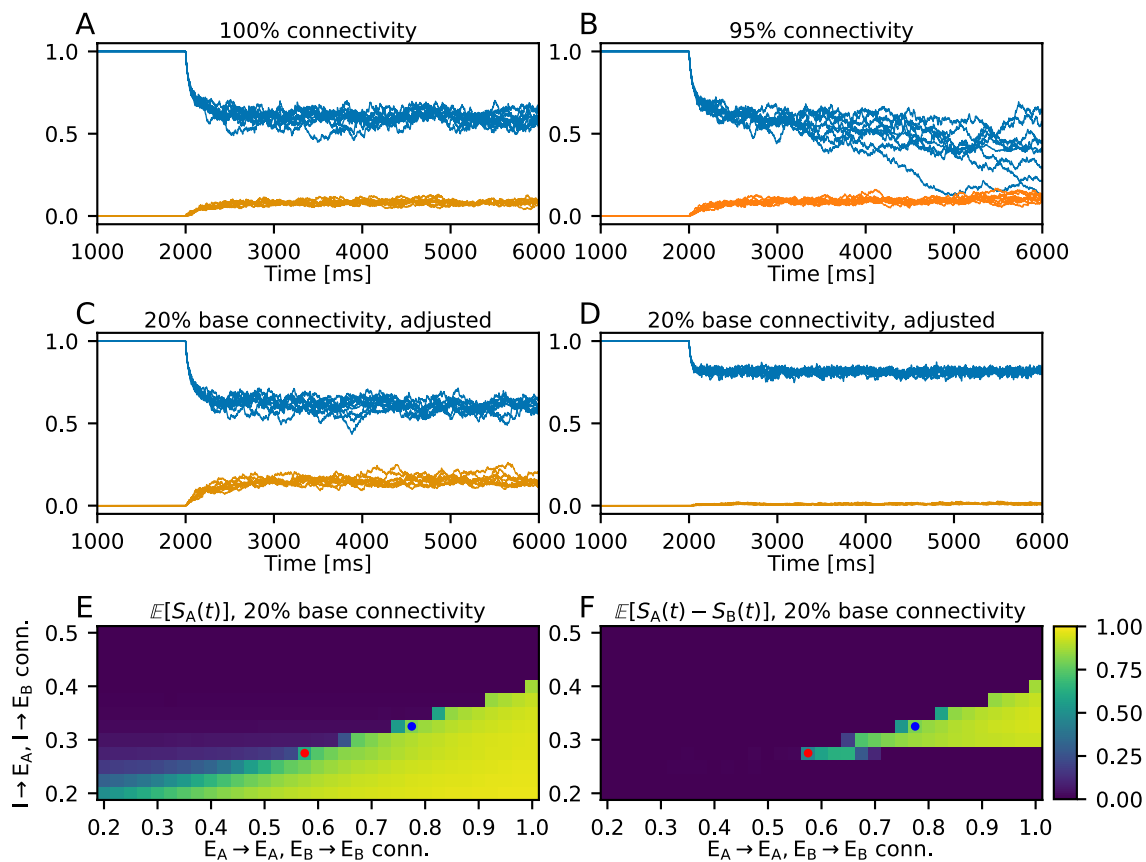 A 100% connectivity
B 95% connectivity
1.0
0.5
0.0
1.0
0.5
0.0
1000 2000 3000 4000 5000 6000
1000 2000 3000 4000 5000 6000
Time [ms]
Time [ms]
C 20% base connectivity, adjusted
D 20% base connectivity, adjusted
1.0
0.5
0.0
1.0
0.5
0.0
1000 2000 3000 4000 5000 6000
1000 2000 3000 4000 5000 6000
Time [ms]
Time [ms]
E 𝔼[S_A(t)], 20% base connectivity
F 𝔼[S_A(t) − S_B(t)], 20% base connectivity
I → E_A, I → E_B conn.
0.5
0.4
0.3
0.2
0.5
0.4
0.3
0.2
1.00
0.75
0.50
0.25
0.00
0.2 0.3 0.4 0.5 0.6 0.7 0.8 0.9 1.0
0.2 0.3 0.4 0.5 0.6 0.7 0.8 0.9 1.0
E_A → E_A, E_B → E_B conn.
E_A → E_A, E_B → E_B conn.